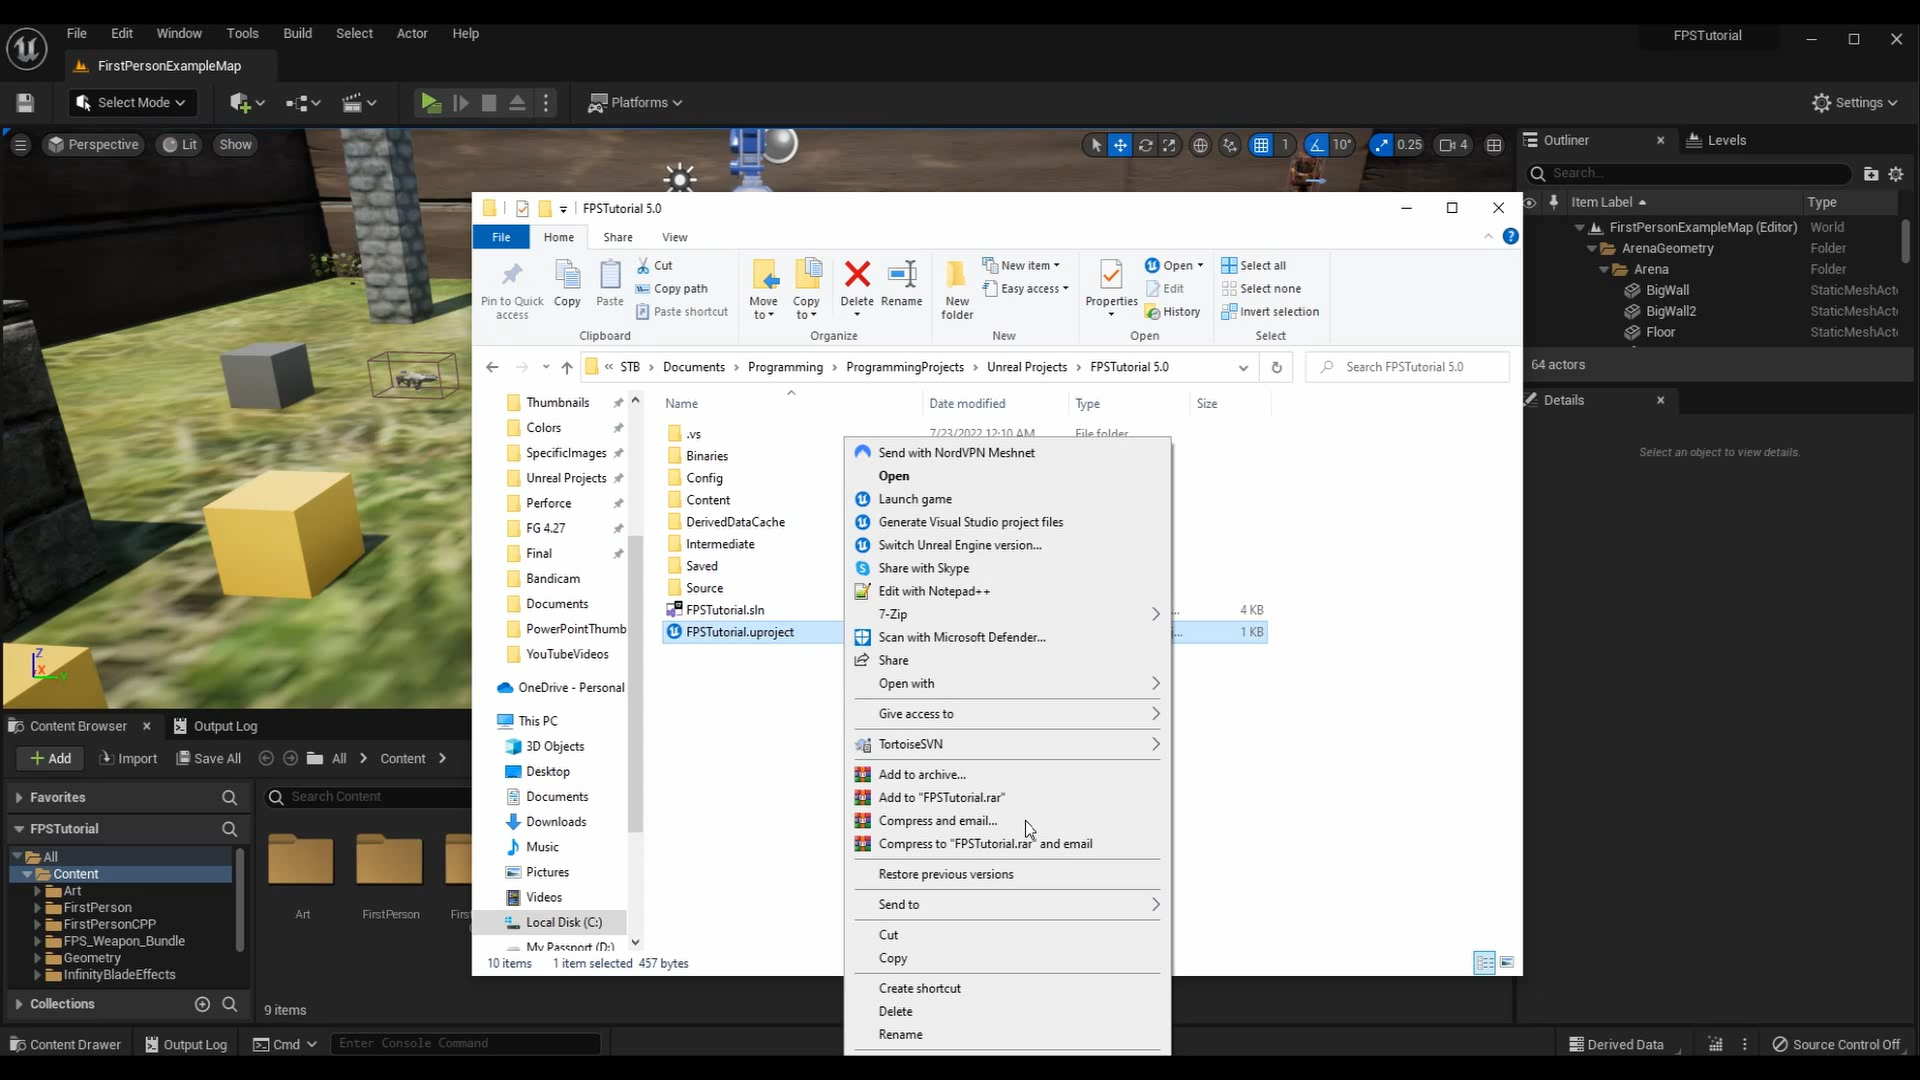 File Edit Window Tools Build Select Actor Help
FPSTutorial
FirstPersonExampleMap
Select Mode
Platforms
Settings
Perspective
Lit
Show
1
10°
0.25
4
Outliner
Levels
Search...
Item Label
Type
FirstPersonExampleMap (Editor) World
ArenaGeometry Folder
Arena Folder
BigWall StaticMeshActo
BigWall2 StaticMeshActo
Floor StaticMeshActo
64 actors
Details
Select an object to view details.
FPSTutorial 5.0
File Home Share View
Pin to Quick access
Copy
Paste
Cut
Copy path
Paste shortcut
Clipboard
Move to
Copy to
Delete
Rename
Organize
New folder
New item
Easy access
New
Properties
Open
Edit
History
Open
Select all
Select none
Invert selection
Select
« STB > Documents > Programming > ProgrammingProjects > Unreal Projects > FPSTutorial 5.0
Search FPSTutorial 5.0
Thumbnails
Colors
SpecificImages
Unreal Projects
Perforce
FG 4.27
Final
Bandicam
Documents
PowerPointThumb
YouTubeVideos
OneDrive - Personal
This PC
3D Objects
Desktop
Documents
Downloads
Music
Pictures
Videos
Local Disk (C:)
My Passport (D:)
Name Date modified Type Size
.vs 7/23/2022 12:10 AM File folder
Binaries
Config
Content
DerivedDataCache
Intermediate
Saved
Source
FPSTutorial.sln ... 4 KB
FPSTutorial.uproject ... 1 KB
Send with NordVPN Meshnet
Open
Launch game
Generate Visual Studio project files
Switch Unreal Engine version...
Share with Skype
Edit with Notepad++
7-Zip
Scan with Microsoft Defender...
Share
Open with
Give access to
TortoiseSVN
Add to archive...
Add to "FPSTutorial.rar"
Compress and email...
Compress to "FPSTutorial.rar" and email
Restore previous versions
Send to
Cut
Copy
Create shortcut
Delete
Rename
10 items 1 item selected 457 bytes
Content Browser
Output Log
Add
Import
Save All
All
Content
Favorites
Search Content
FPSTutorial
All
Content
Art
FirstPerson
FirstPersonCPP
FPS_Weapon_Bundle
Geometry
InfinityBladeEffects
Collections
Art
FirstPerson
First
9 items
Content Drawer
Output Log
Cmd
Enter Console Command
Derived Data
Source Control Off
X
Y
Z